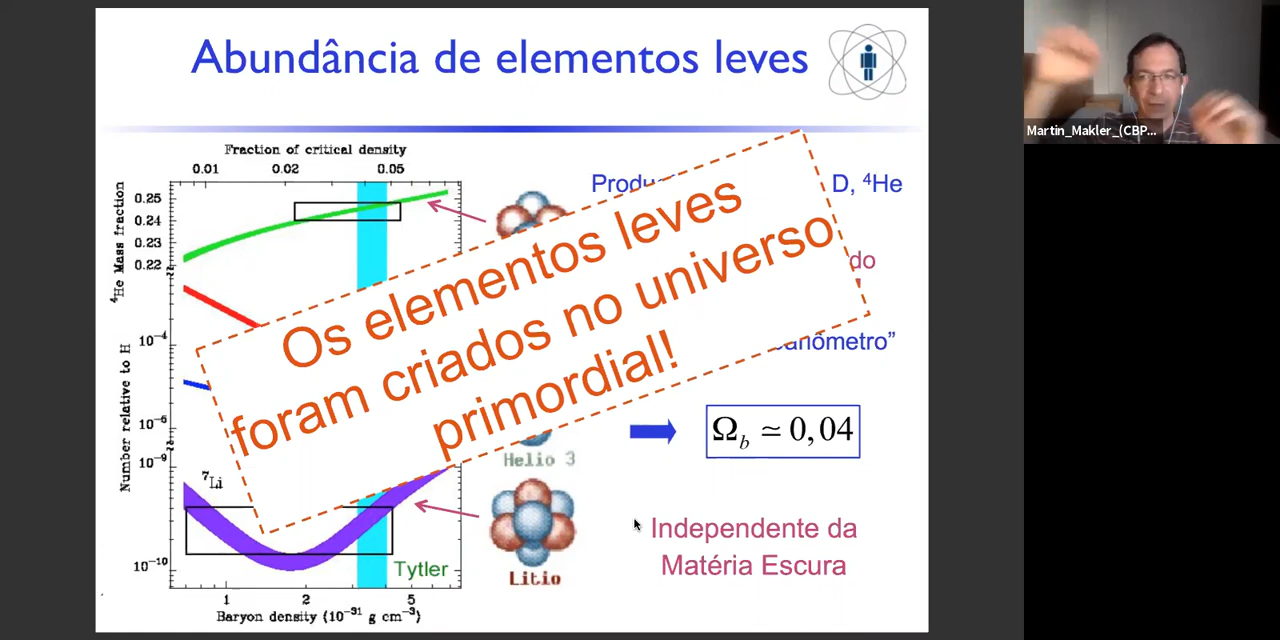 Abundância de elementos leves
Martin_Makler_(CBP...
Fraction of critical density
0.01 0.02 0.05
⁴He Mass fraction
0.25
0.24
0.23
0.22
D, ⁴He
do
Os elementos leves
foram criados no universo
primordial!
Number relative to H
10⁻⁴
10⁻⁶
10⁻⁹
10⁻¹⁰
Ω_b ≃ 0,04
Helio 3
⁷Li
Litio
Independente da
Matéria Escura
Tytler
1 2 5
Baryon density (10⁻³¹ g cm⁻³)